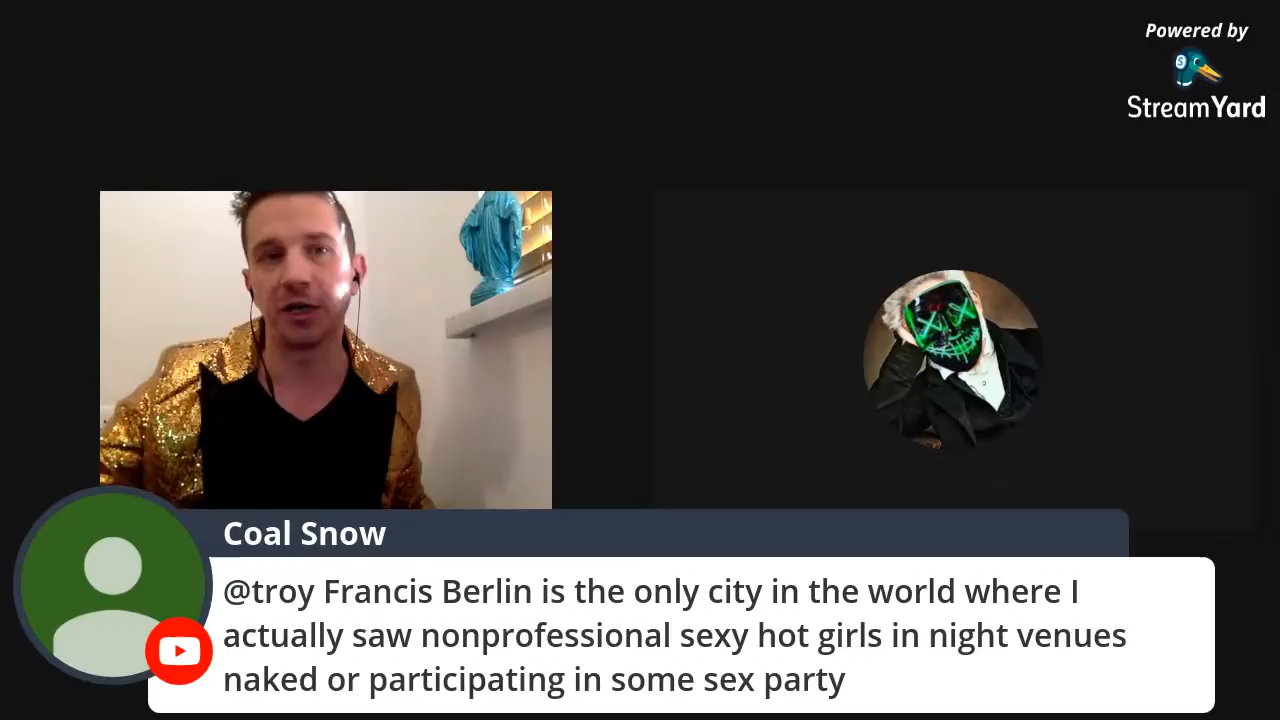 Powered by
StreamYard
Coal Snow
@troy Francis Berlin is the only city in the world where I
actually saw nonprofessional sexy hot girls in night venues
naked or participating in some sex party